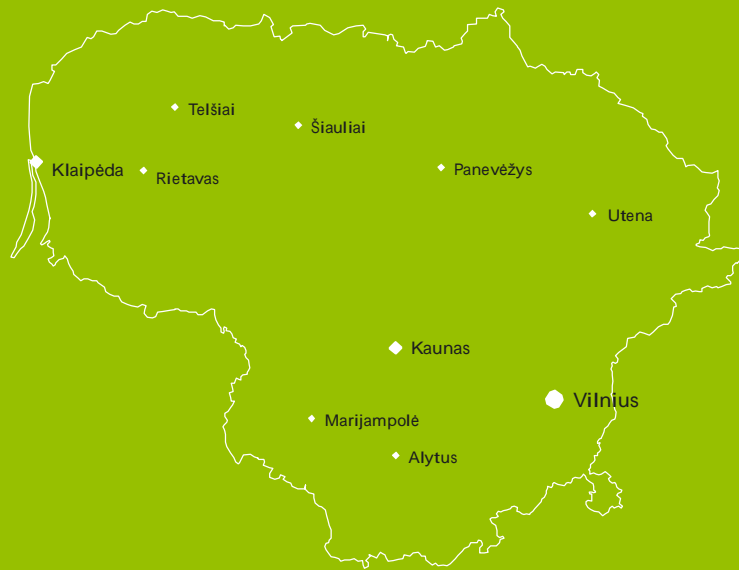 Telšiai
Šiauliai
Klaipėda
Rietavas
Panevėžys
Utena
Kaunas
Vilnius
Marijampolė
Alytus